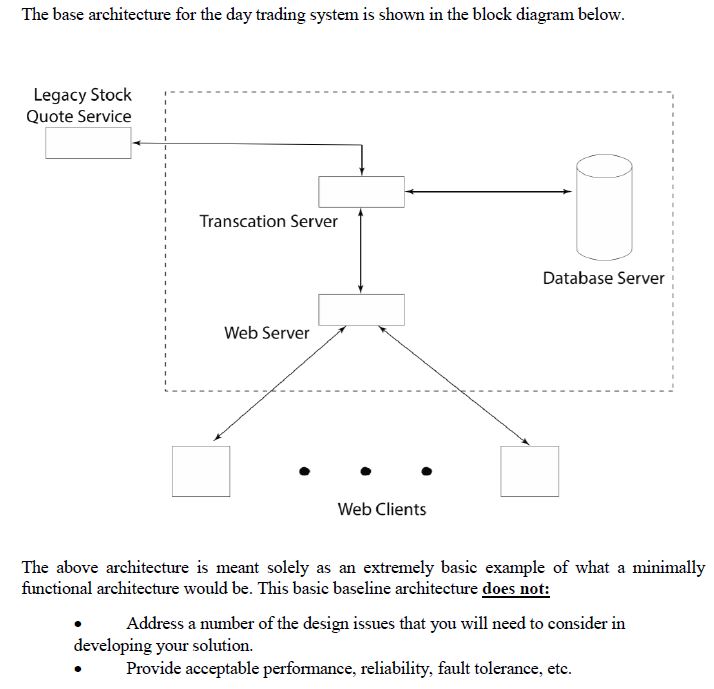 The base architecture for the day trading system is shown in the block diagram below.
Legacy Stock
Quote Service
Transcation Server
Database Server
Web Server
Web Clients
The above architecture is meant solely as an extremely basic example of what a minimally
functional architecture would be. This basic baseline architecture does not:
• Address a number of the design issues that you will need to consider in
developing your solution.
• Provide acceptable performance, reliability, fault tolerance, etc.